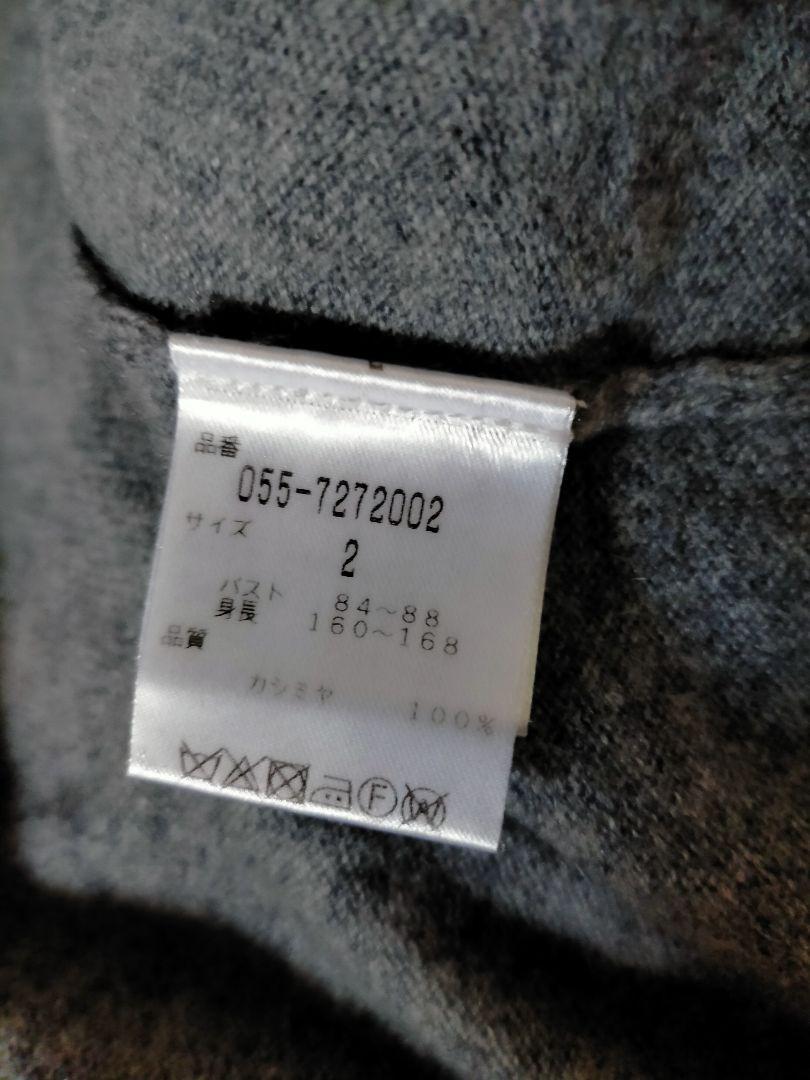 品番
055-7272002
サイズ
2
バスト 84～88
身長 160～168
品質
カシミヤ 100%
F
W